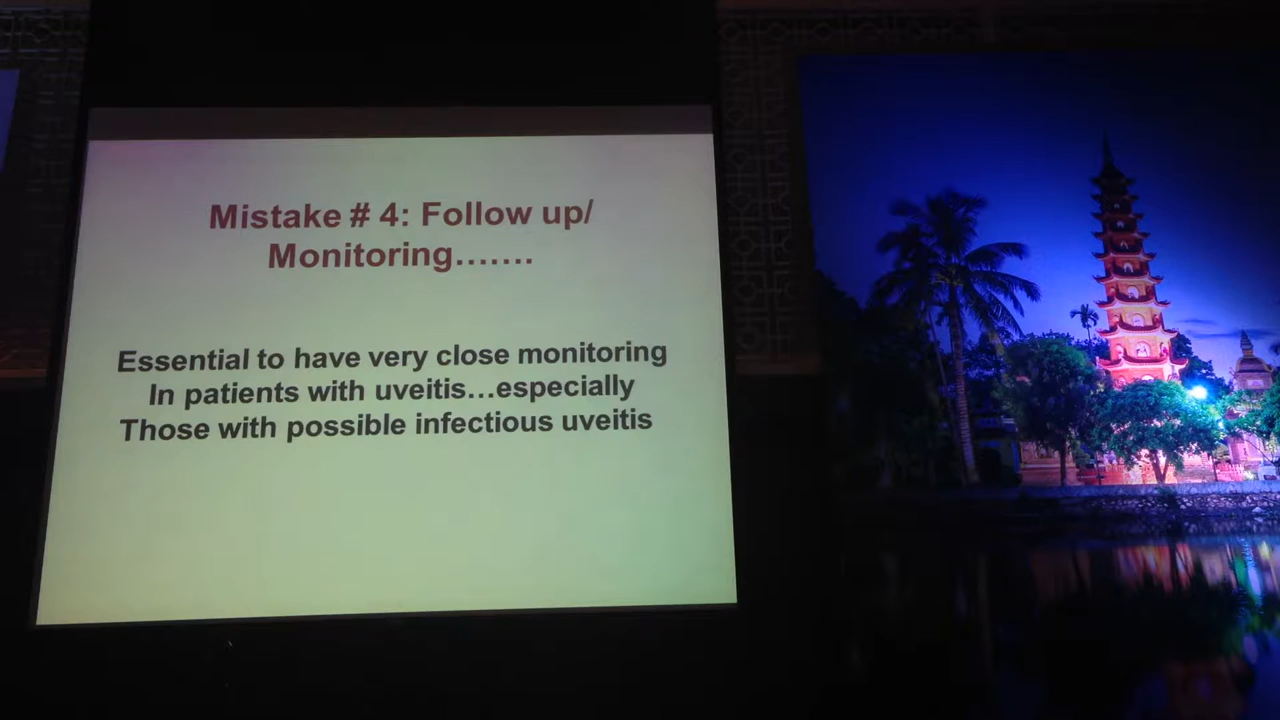 Mistake # 4: Follow up/
Monitoring…….
Essential to have very close monitoring
In patients with uveitis…especially
Those with possible infectious uveitis